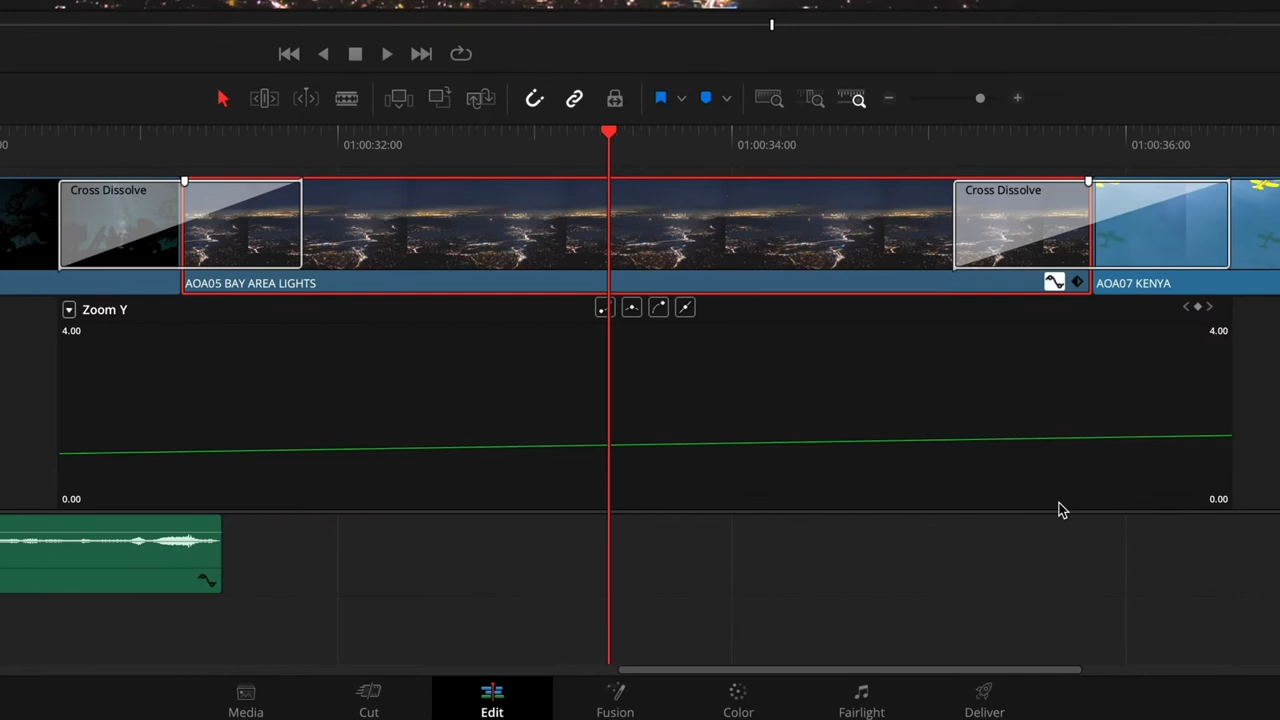 00
01:00:32:00
01:00:34:00
01:00:36:00
Cross Dissolve
Cross Dissolve
AOA05 BAY AREA LIGHTS
AOA07 KENYA
Zoom Y
4.00
4.00
0.00
0.00
Media
Cut
Edit
Fusion
Color
Fairlight
Deliver